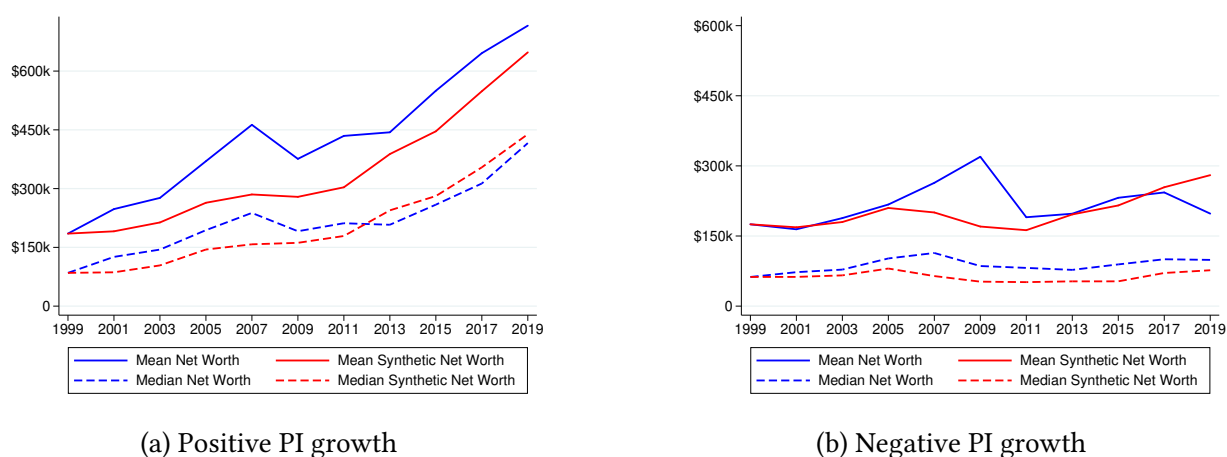 $600k
$450k
$300k
$150k
0
1999 2001 2003 2005 2007 2009 2011 2013 2015 2017 2019
Mean Net Worth Mean Synthetic Net Worth
Median Net Worth Median Synthetic Net Worth
(a) Positive PI growth
$600k
$450k
$300k
$150k
0
1999 2001 2003 2005 2007 2009 2011 2013 2015 2017 2019
Mean Net Worth Mean Synthetic Net Worth
Median Net Worth Median Synthetic Net Worth
(b) Negative PI growth